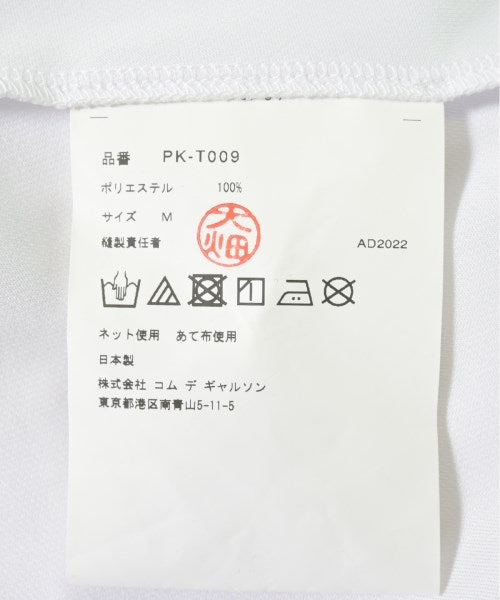 品番 PK-T009
ポリエステル 100%
サイズ M
大畑
縫製責任者 AD2022
ネット使用 あて布使用
日本製
株式会社 コム デ ギャルソン
東京都港区南青山5-11-5